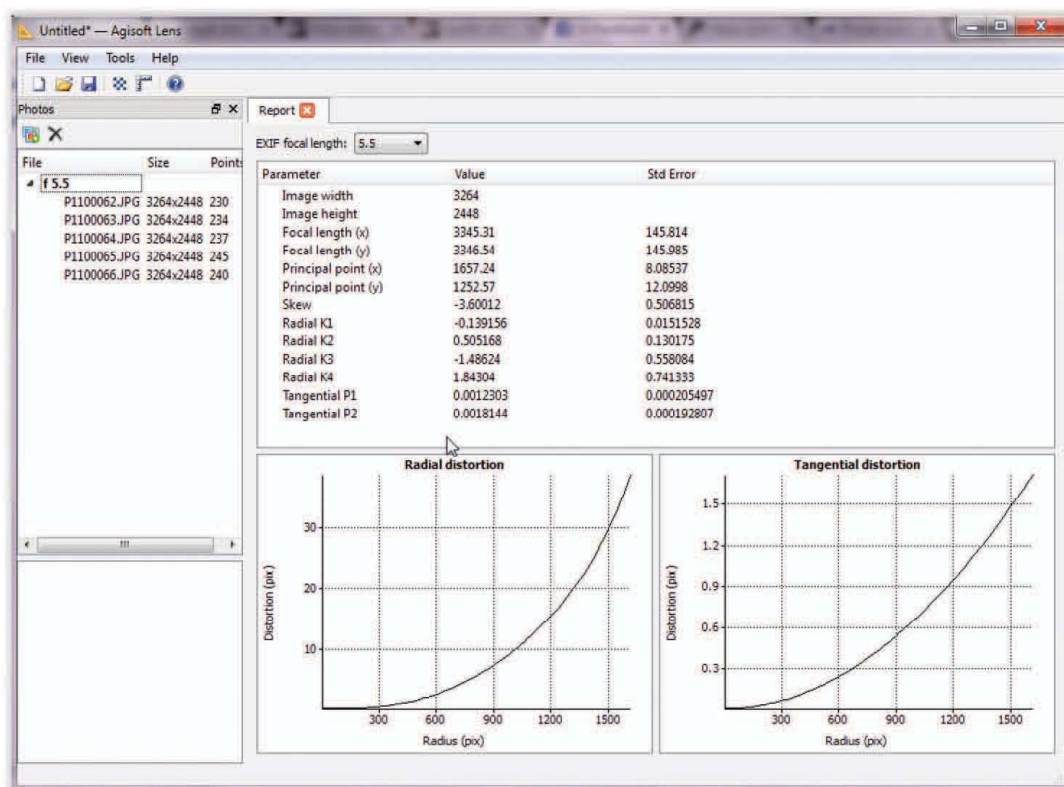 Untitled* — Agisoft Lens
File View Tools Help
Photos
File Size Points
f 5.5
P1100062.JPG 3264x2448 230
P1100063.JPG 3264x2448 234
P1100064.JPG 3264x2448 237
P1100065.JPG 3264x2448 245
P1100066.JPG 3264x2448 240
Report
EXIF focal length: 5.5
Parameter Value Std Error
Image width 3264
Image height 2448
Focal length (x) 3345.31 145.814
Focal length (y) 3346.54 145.985
Principal point (x) 1657.24 8.08537
Principal point (y) 1252.57 12.0998
Skew -3.60012 0.506815
Radial K1 -0.139156 0.0151528
Radial K2 0.505168 0.130175
Radial K3 -1.48624 0.558084
Radial K4 1.84304 0.741333
Tangential P1 0.0012303 0.000205497
Tangential P2 0.0018144 0.000192807
Radial distortion
Distortion (pix)
30
20
10
300 600 900 1200 1500
Radius (pix)
Tangential distortion
Distortion (pix)
1.5
1.2
0.9
0.6
0.3
300 600 900 1200 1500
Radius (pix)